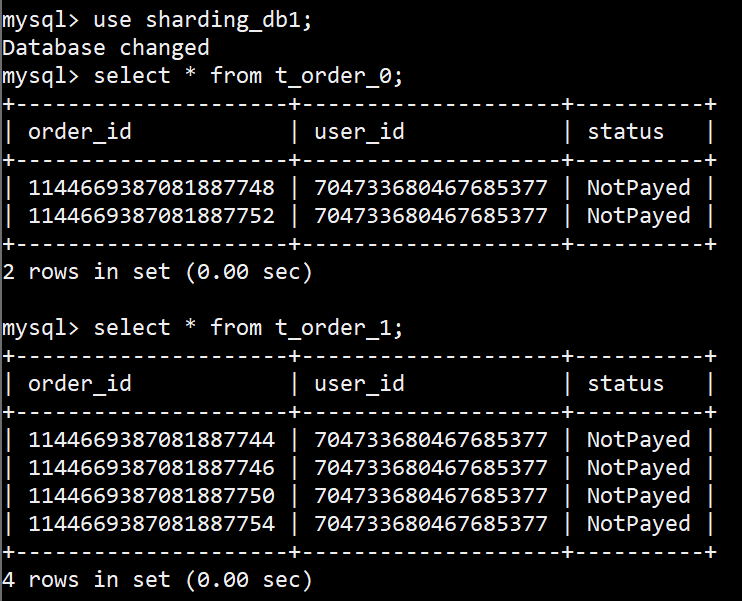 mysql> use sharding_db1;
Database changed
mysql> select * from t_order_0;
+---------------------+--------------------+----------+
| order_id            | user_id            | status   |
+---------------------+--------------------+----------+
| 1144669387081887748 | 704733680467685377 | NotPayed |
| 1144669387081887752 | 704733680467685377 | NotPayed |
+---------------------+--------------------+----------+
2 rows in set (0.00 sec)

mysql> select * from t_order_1;
+---------------------+--------------------+----------+
| order_id            | user_id            | status   |
+---------------------+--------------------+----------+
| 1144669387081887744 | 704733680467685377 | NotPayed |
| 1144669387081887746 | 704733680467685377 | NotPayed |
| 1144669387081887750 | 704733680467685377 | NotPayed |
| 1144669387081887754 | 704733680467685377 | NotPayed |
+---------------------+--------------------+----------+
4 rows in set (0.00 sec)